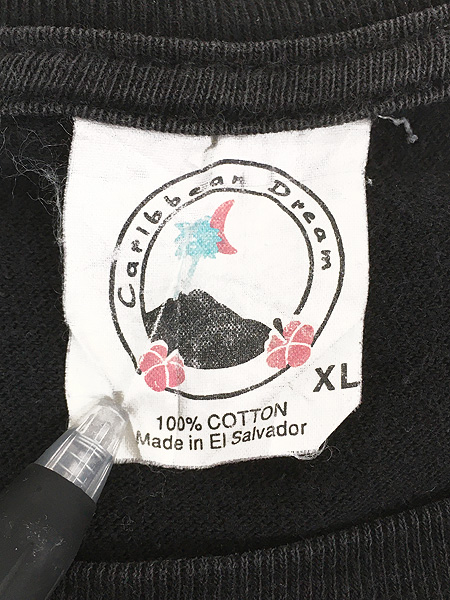 Caribbean Dream
XL
100% COTTON
Made in El Salvador